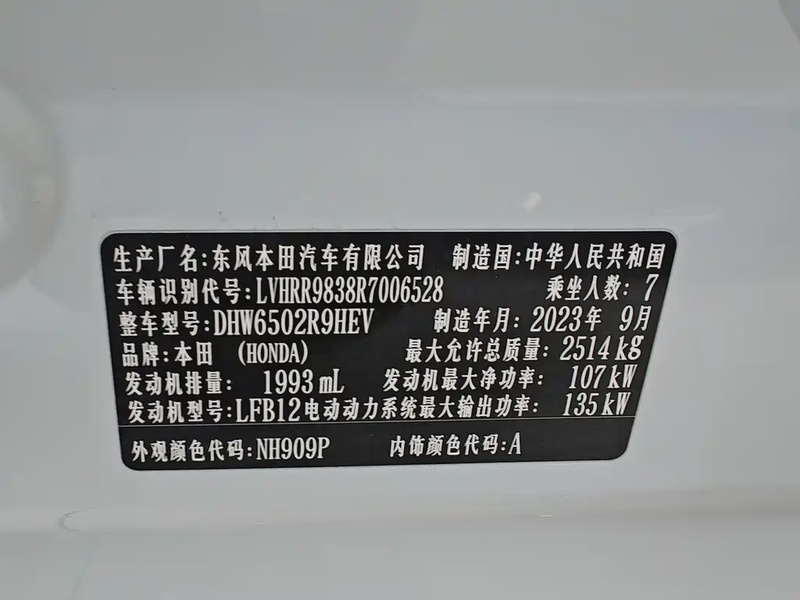 生产厂名:东风本田汽车有限公司 制造国:中华人民共和国
车辆识别代号:LVHRR9838R7006528 乘坐人数:7
整车型号:DHW6502R9HEV 制造年月:2023年 9月
品牌:本田 (HONDA) 最大允许总质量:2514kg
发动机排量: 1993mL 发动机最大净功率: 107kW
发动机型号:LFB12电动动力系统最大输出功率: 135kW
外观颜色代码:NH909P 内饰颜色代码:A